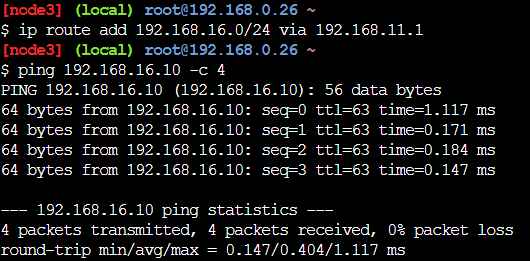 [node3] (local) root@192.168.0.26 ~
$ ip route add 192.168.16.0/24 via 192.168.11.1
[node3] (local) root@192.168.0.26 ~
$ ping 192.168.16.10 -c 4
PING 192.168.16.10 (192.168.16.10): 56 data bytes
64 bytes from 192.168.16.10: seq=0 ttl=63 time=1.117 ms
64 bytes from 192.168.16.10: seq=1 ttl=63 time=0.171 ms
64 bytes from 192.168.16.10: seq=2 ttl=63 time=0.184 ms
64 bytes from 192.168.16.10: seq=3 ttl=63 time=0.147 ms

--- 192.168.16.10 ping statistics ---
4 packets transmitted, 4 packets received, 0% packet loss
round-trip min/avg/max = 0.147/0.404/1.117 ms